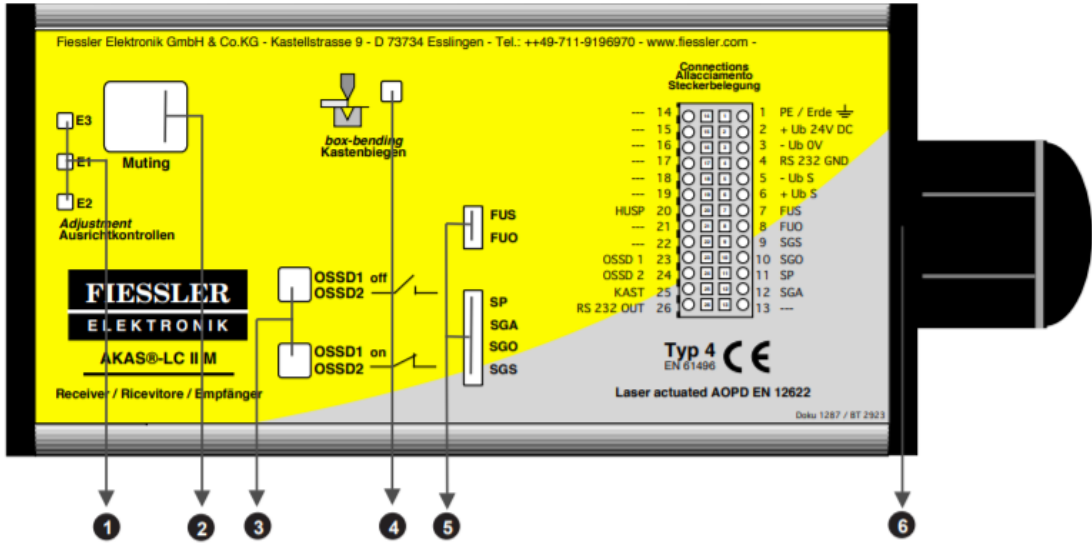 Fiessler Elektronik GmbH & Co.KG - Kastellstrasse 9 - D 73734 Esslingen - Tel.: ++49-711-9196970 - www.fiessler.com -
E3
E1
E2
Adjustment
Ausrichtkontrollen
Muting
box-bending
Kastenbiegen
FUS
FUO
OSSD1 off
OSSD2
OSSD1 on
OSSD2
SP
SGA
SGO
SGS
FIESSLER
ELEKTRONIK
AKAS®-LC II M
Receiver / Ricevitore / Empfänger
Connections
Allacciamento
Steckerbelegung
--- 14 1 PE / Erde
--- 15 2 + Ub 24V DC
--- 16 3 - Ub 0V
--- 17 4 RS 232 GND
--- 18 5 - Ub S
--- 19 6 + Ub S
HUSP 20 7 FUS
--- 21 8 FUO
--- 22 9 SGS
OSSD 1 23 10 SGO
OSSD 2 24 11 SP
KAST 25 12 SGA
RS 232 OUT 26 13 ---
Typ 4 CE
EN 61496
Laser actuated AOPD EN 12622
Doku 1287 / BT 2923
1 2 3 4 5 6